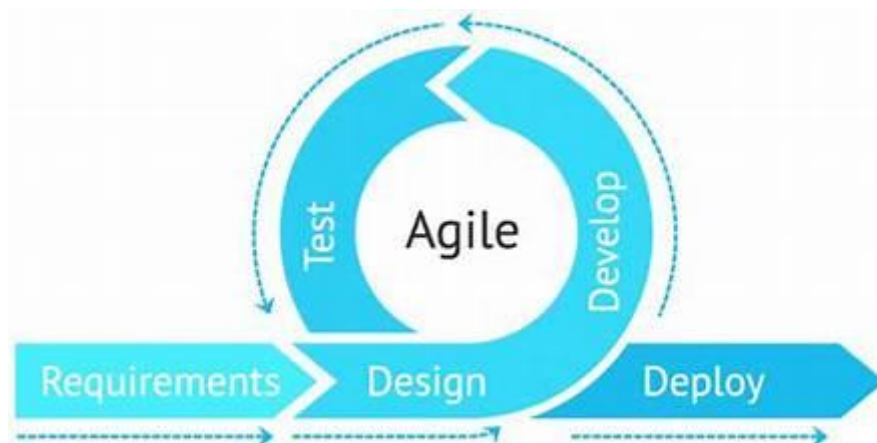 Agile
Test
Develop
Requirements
Design
Deploy